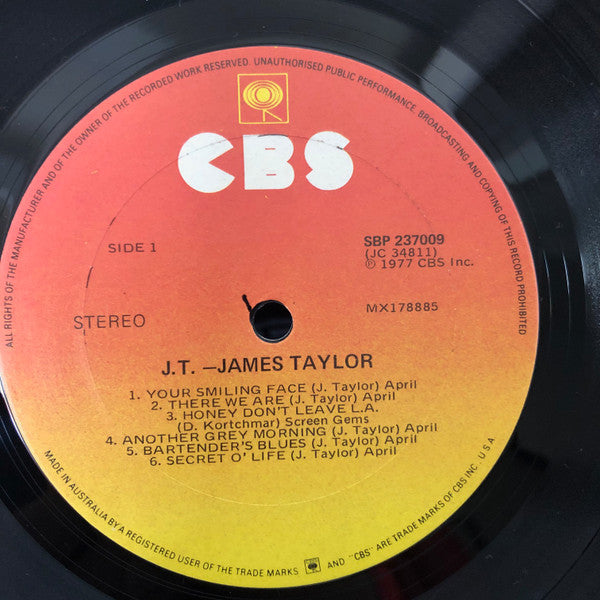 ALL RIGHTS OF THE MANUFACTURER AND OF THE OWNER OF THE RECORDED WORK RESERVED. UNAUTHORISED PUBLIC PERFORMANCE, BROADCASTING AND COPYING OF THIS RECORD PROHIBITED
CBS
SIDE 1
SBP 237009
(JC 34811)
℗ 1977 CBS Inc.
STEREO
MX178885
J.T. —JAMES TAYLOR
1. YOUR SMILING FACE (J. Taylor) April
2. THERE WE ARE (J. Taylor) April
3. HONEY DON'T LEAVE L.A.
(D. Kortchmar) Screen Gems
4. ANOTHER GREY MORNING (J. Taylor) April
5. BARTENDER'S BLUES (J. Taylor) April
6. SECRET O' LIFE (J. Taylor) April
MADE IN AUSTRALIA BY A REGISTERED USER OF THE TRADE MARKS AND "CBS" ARE TRADE MARKS OF CBS INC U S A